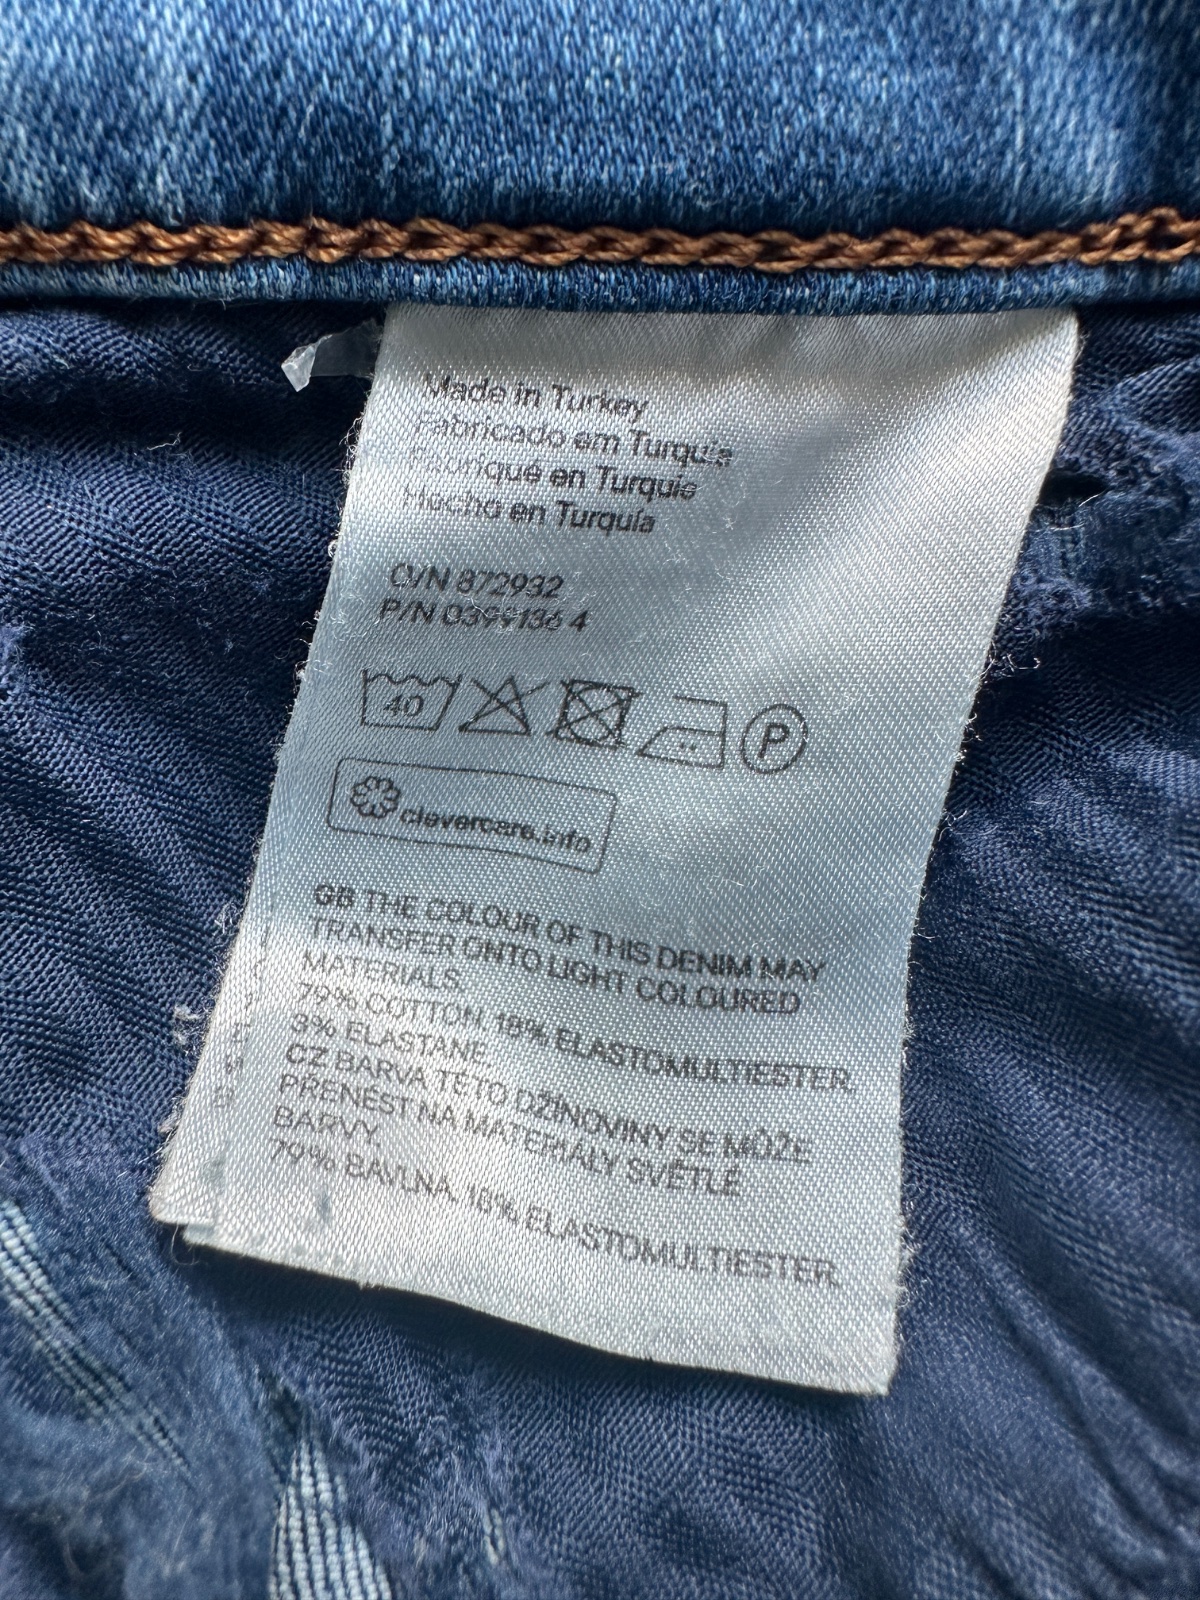 Made in Turkey
Fabricado em Turquia
Fabriqué en Turquie
Hecho en Turquía
C/N 872932
P/N 0399136 4
40
P
clevercare.info
GB THE COLOUR OF THIS DENIM MAY
TRANSFER ONTO LIGHT COLOURED
MATERIALS.
79% COTTON. 18% ELASTOMULTIESTER.
3% ELASTANE
CZ BARVA TÉTO DŽÍNOVINY SE MŮŽE
PŘENÉST NA MATERIÁLY SVĚTLÉ
BARVY.
79% BAVLNA. 18% ELASTOMULTIESTER.